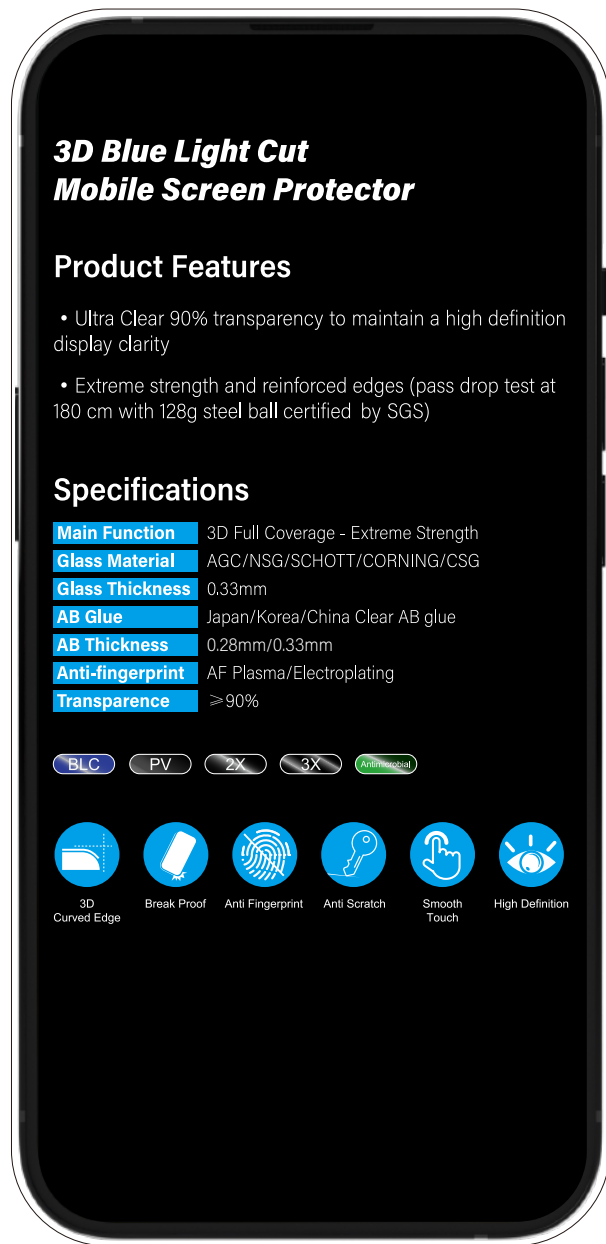 3D Blue Light Cut
Mobile Screen Protector
Product Features
• Ultra Clear 90% transparency to maintain a high definition
display clarity
• Extreme strength and reinforced edges (pass drop test at
180 cm with 128g steel ball certified by SGS)
Specifications
Main Function 3D Full Coverage - Extreme Strength
Glass Material AGC/NSG/SCHOTT/CORNING/CSG
Glass Thickness 0.33mm
AB Glue Japan/Korea/China Clear AB glue
AB Thickness 0.28mm/0.33mm
Anti-fingerprint AF Plasma/Electroplating
Transparence ⩾90%
BLC PV 2X 3X Antimicrobial
3D
Curved Edge
Break Proof
Anti Fingerprint
Anti Scratch
Smooth
Touch
High Definition